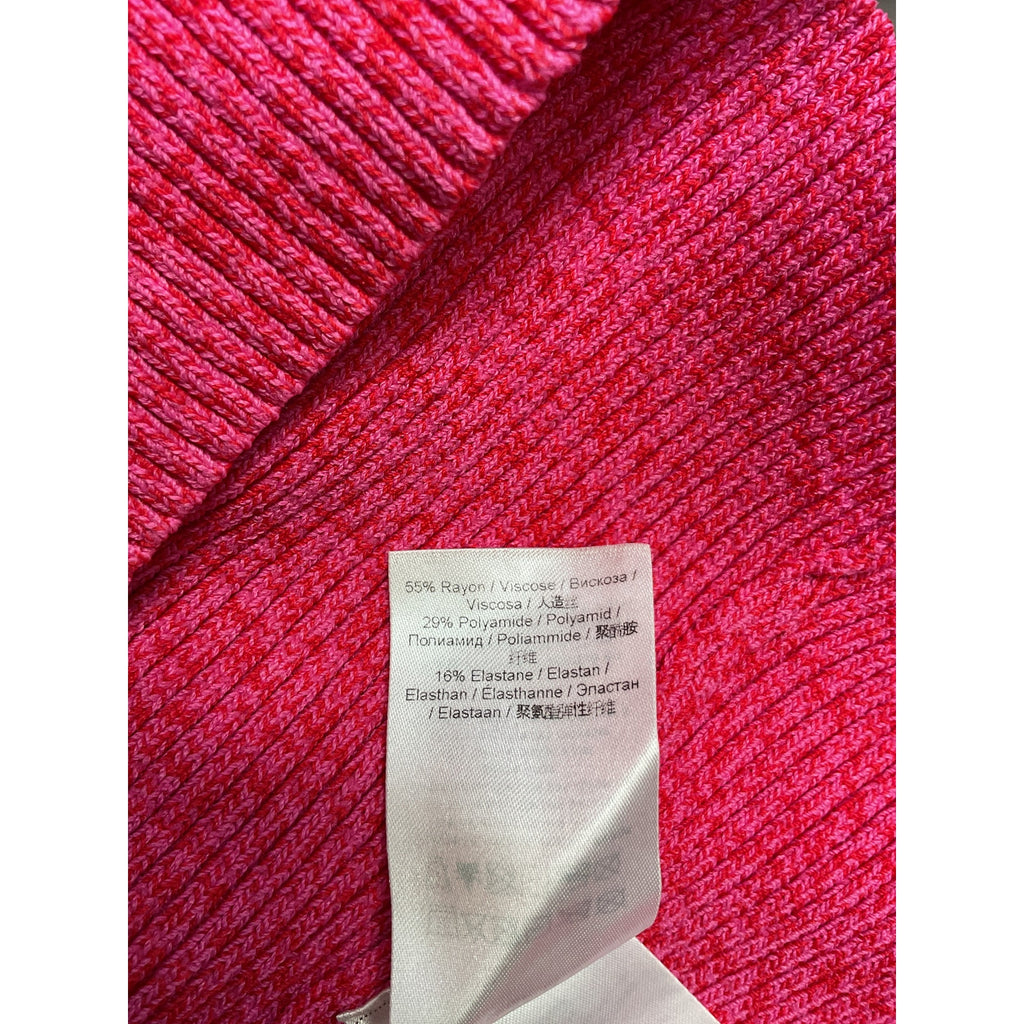 55% Rayon / Viscose / Вискоза /
Viscosa / 人造丝
29% Polyamide / Polyamid /
Полиамид / Poliammide / 聚酰胺
纤维
16% Elastane / Elastan /
Elasthan / Élasthanne / Эластан
/ Elastaan / 聚氨酯弹性纤维